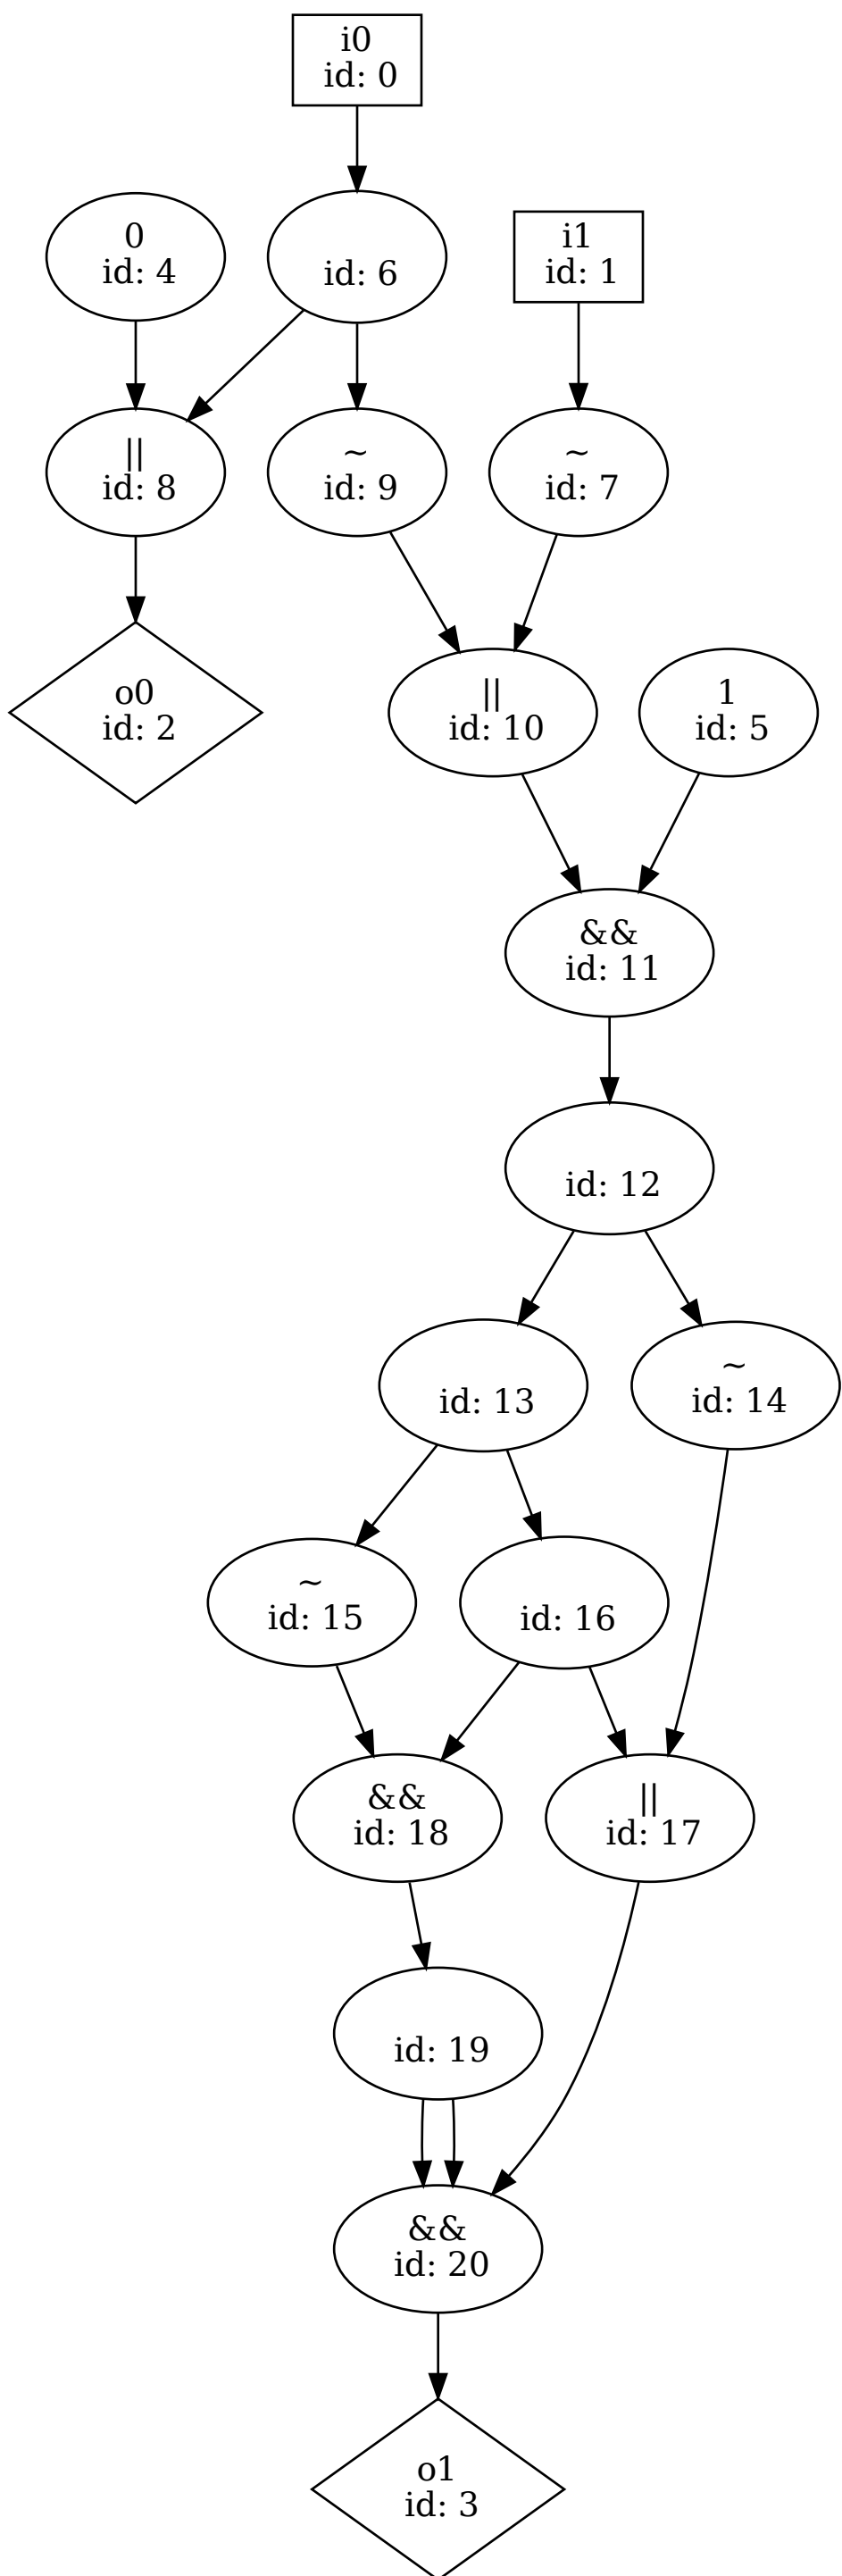 i0
id: 0
0
id: 4
id: 6
i1
id: 1
||
id: 8
~
id: 9
~
id: 7
o0
id: 2
||
id: 10
1
id: 5
&&
id: 11
id: 12
id: 13
~
id: 14
~
id: 15
id: 16
&&
id: 18
||
id: 17
id: 19
&&
id: 20
o1
id: 3